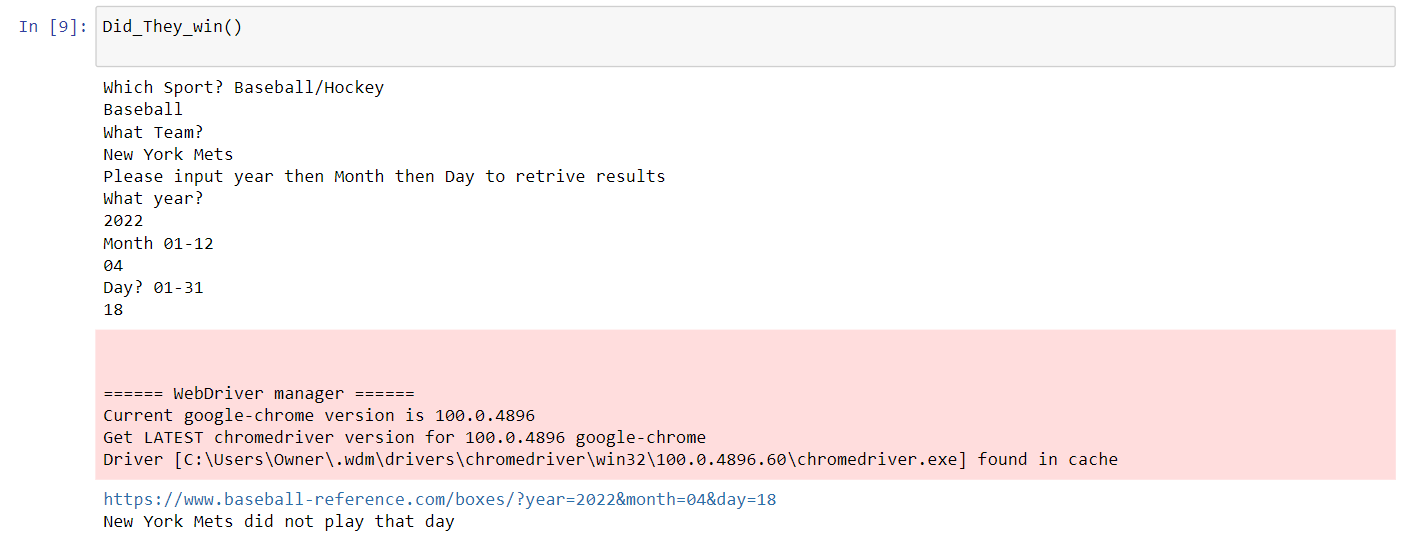 In [9]: Did_They_win()
Which Sport? Baseball/Hockey
Baseball
What Team?
New York Mets
Please input year then Month then Day to retrive results
What year?
2022
Month 01-12
04
Day? 01-31
18
====== WebDriver manager ======
Current google-chrome version is 100.0.4896
Get LATEST chromedriver version for 100.0.4896 google-chrome
Driver [C:\Users\Owner\.wdm\drivers\chromedriver\win32\100.0.4896.60\chromedriver.exe] found in cache
https://www.baseball-reference.com/boxes/?year=2022&month=04&day=18
New York Mets did not play that day